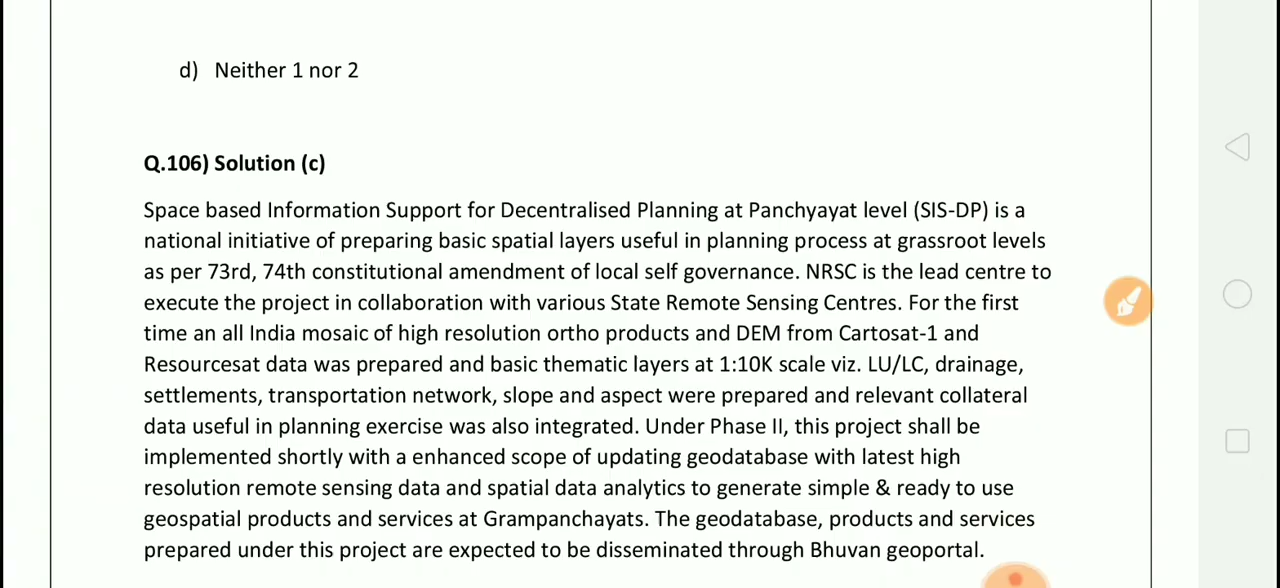 d) Neither 1 nor 2
Q.106) Solution (c)
Space based Information Support for Decentralised Planning at Panchyayat level (SIS-DP) is a
national initiative of preparing basic spatial layers useful in planning process at grassroot levels
as per 73rd, 74th constitutional amendment of local self governance. NRSC is the lead centre to
execute the project in collaboration with various State Remote Sensing Centres. For the first
time an all India mosaic of high resolution ortho products and DEM from Cartosat-1 and
Resourcesat data was prepared and basic thematic layers at 1:10K scale viz. LU/LC, drainage,
settlements, transportation network, slope and aspect were prepared and relevant collateral
data useful in planning exercise was also integrated. Under Phase II, this project shall be
implemented shortly with a enhanced scope of updating geodatabase with latest high
resolution remote sensing data and spatial data analytics to generate simple & ready to use
geospatial products and services at Grampanchayats. The geodatabase, products and services
prepared under this project are expected to be disseminated through Bhuvan geoportal.